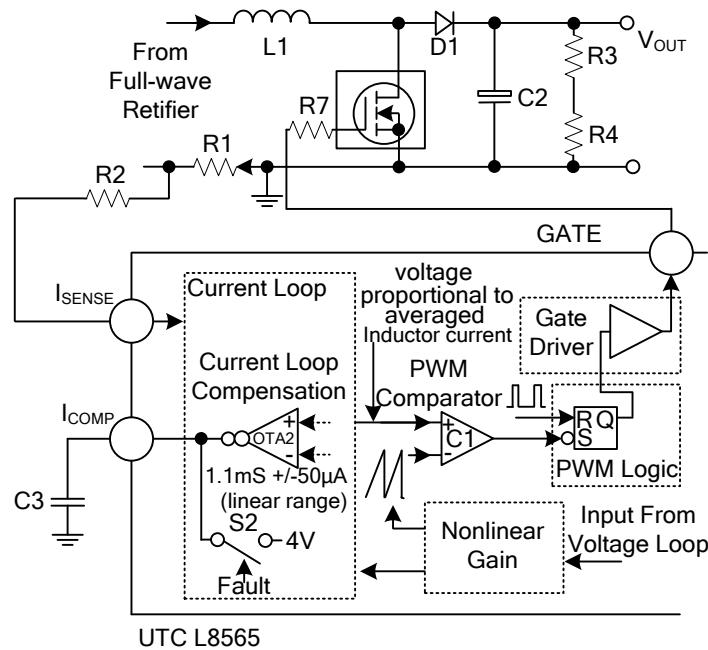 L1
D1
VOUT
From
Full-wave
Retifier
R3
C2
R7
R4
R1
R2
GATE
ISENSE
Current Loop
voltage
proportional to
averaged
Inductor current
Gate
Driver
Current Loop
Compensation
PWM
Comparator
ICOMP
+
OTA2
-
+
C1
-
R Q
S
PWM Logic
1.1mS +/-50µA
(linear range)
C3
S2
4V
Fault
Nonlinear
Gain
Input From
Voltage Loop
UTC L8565